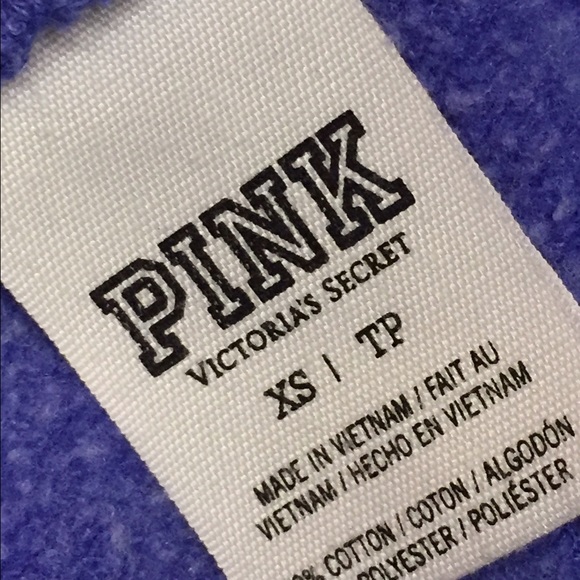 PINK
VICTORIA'S SECRET
XS | TP
MADE IN VIETNAM / FAIT AU
VIETNAM / HECHO EN VIETNAM
% COTTON / COTON / ALGODÓN
POLYESTER / POLIÉSTER